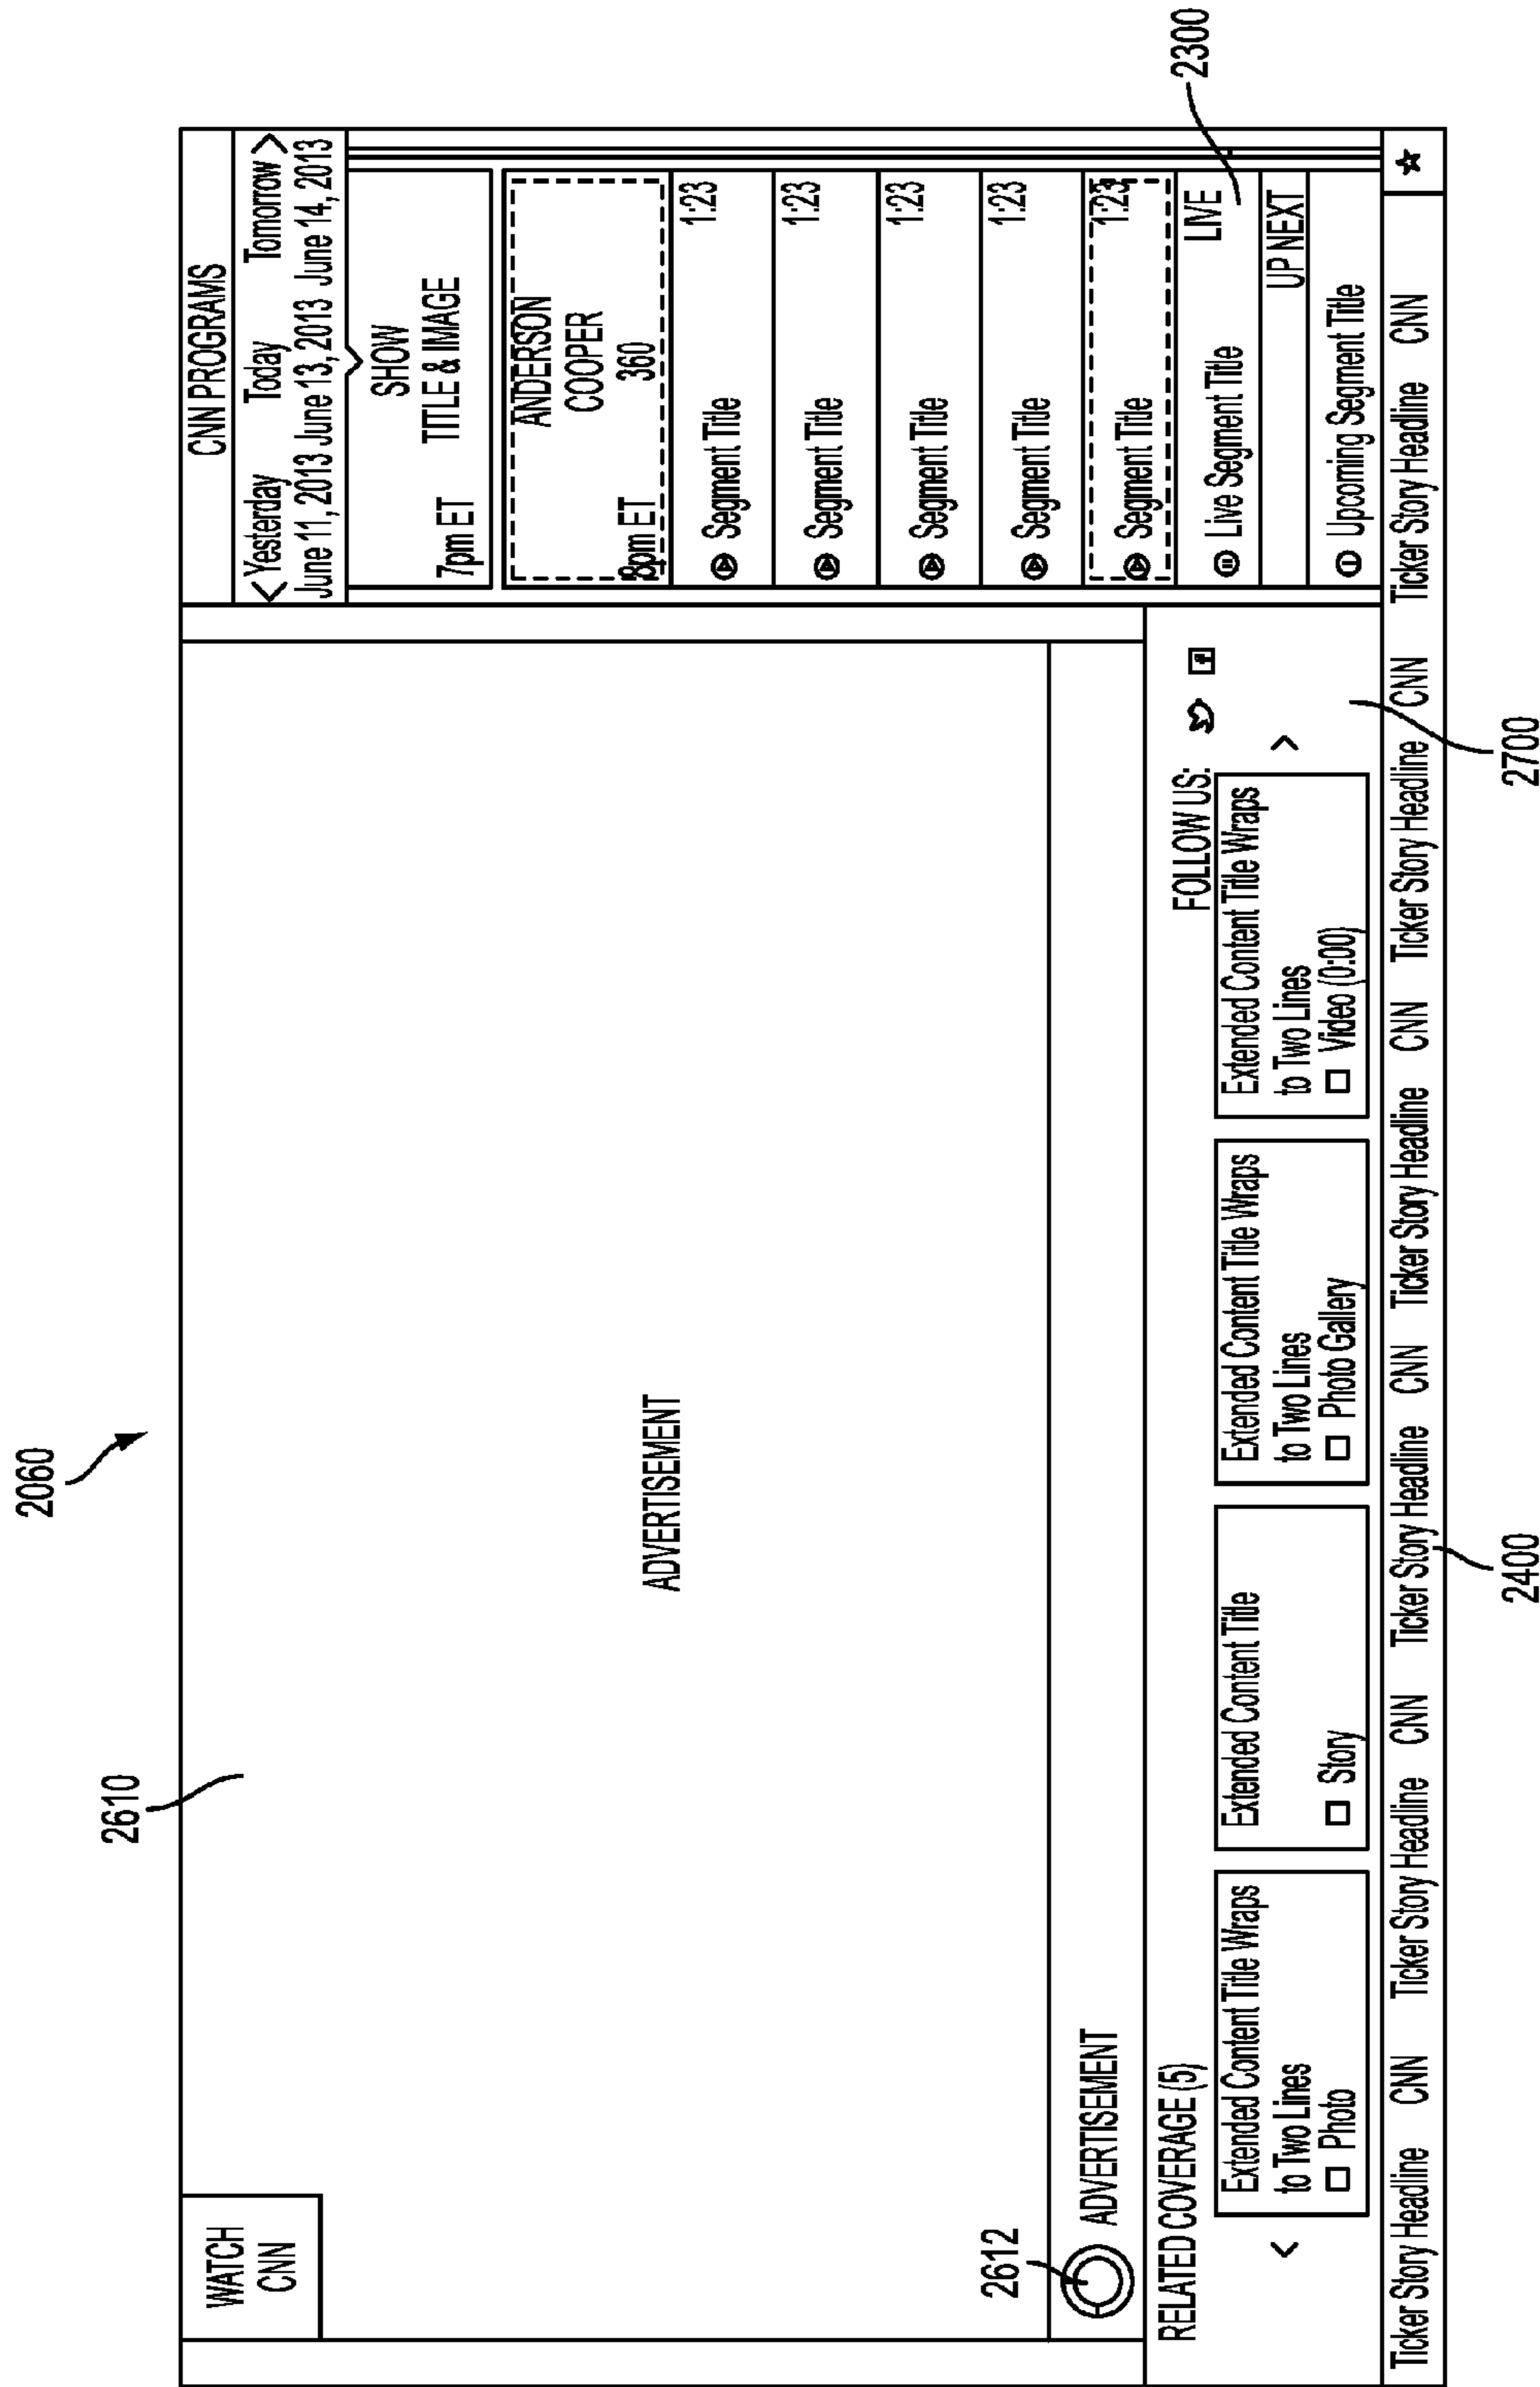 2060
2610
WATCH
CNN
ADVERTISEMENT
2612
ADVERTISEMENT
CNN PROGRAMS
< Yesterday Today Tomorrow >
June 11, 2013 June 13, 2013 June 14, 2013
SHOW
TITLE & IMAGE
7pm ET
ANDERSON
COOPER
360
8pm ET
Segment Title 1:23
Segment Title 1:23
Segment Title 1:23
Segment Title 1:23
Segment Title 1:23
Live Segment Title LIVE
2300
UP NEXT
Upcoming Segment Title
RELATED COVERAGE (5)
FOLLOW US:
Extended Content Title Wraps
to Two Lines
Photo
Extended Content Title
Story
Extended Content Title Wraps
to Two Lines
Photo Gallery
Extended Content Title Wraps
to Two Lines
Video (0:00)
Ticker Story Headline CNN Ticker Story Headline CNN Ticker Story Headline CNN Ticker Story Headline CNN Ticker Story Headline CNN Ticker Story Headline CNN
2400
2700